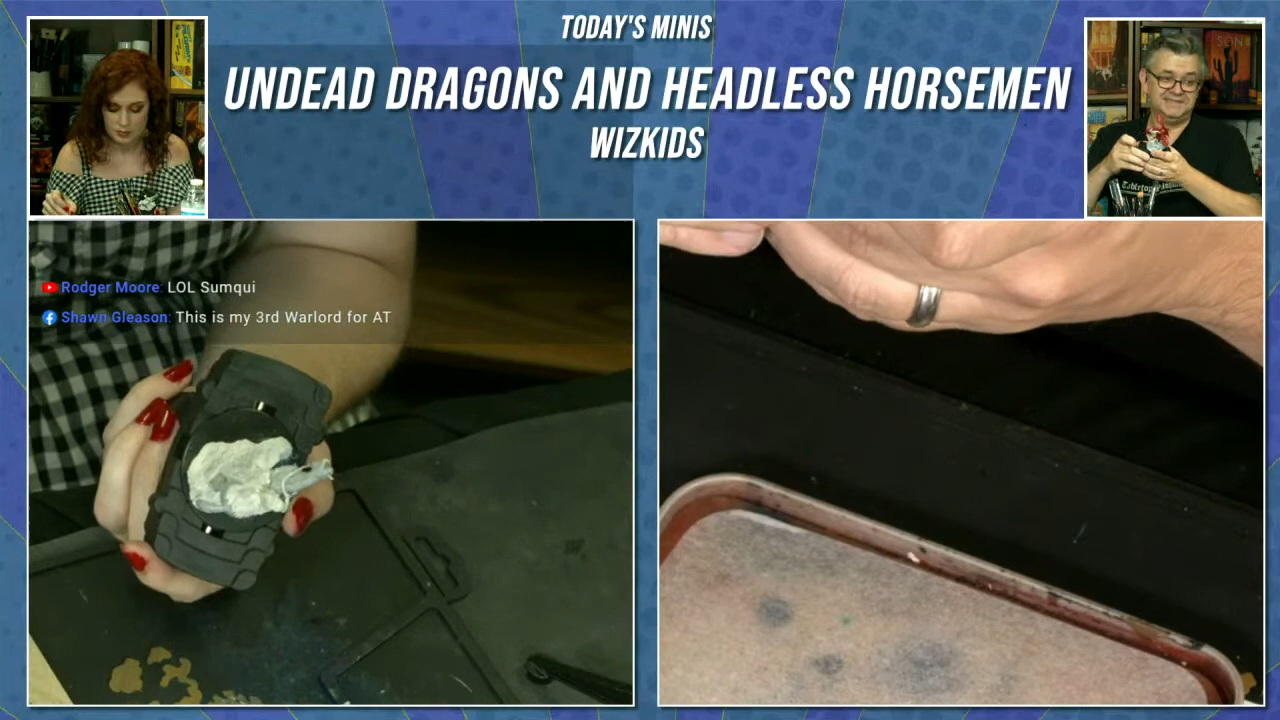 TODAY'S MINIS
UNDEAD DRAGONS AND HEADLESS HORSEMEN
WIZKIDS
Rodger Moore: LOL Sumqui
Shawn Gleason: This is my 3rd Warlord for AT
Tabletop